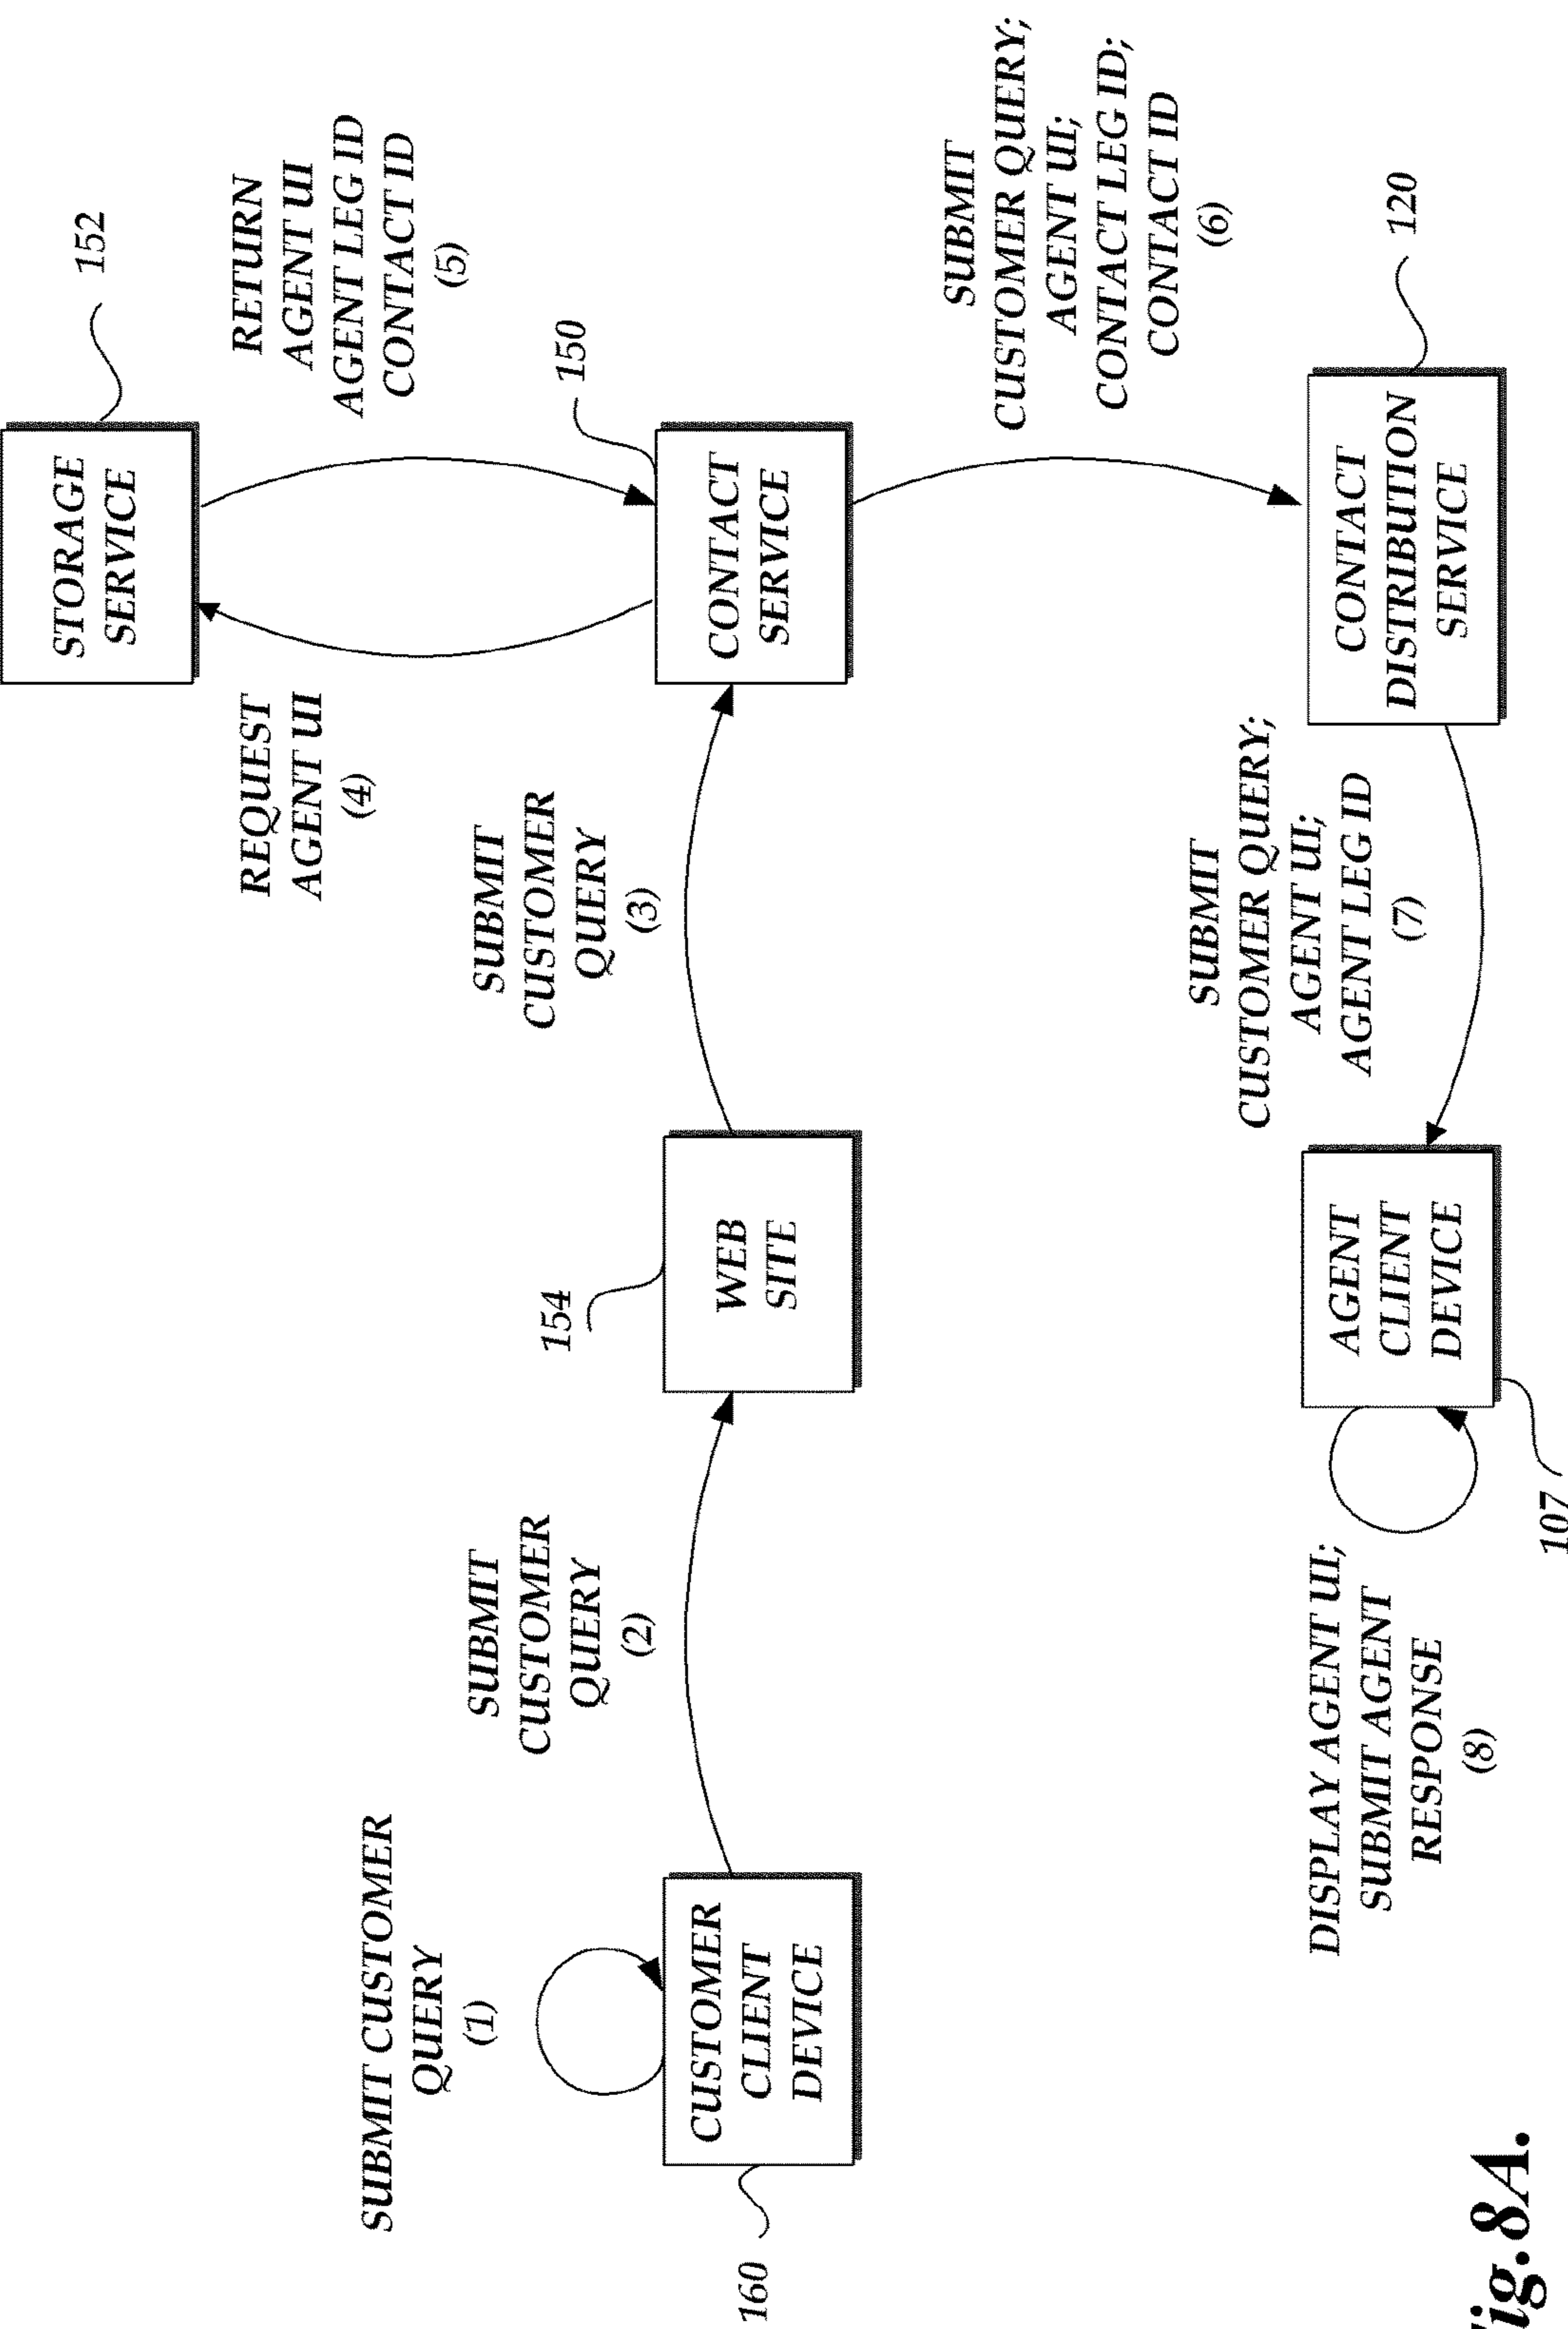 SUBMIT CUSTOMER
QUERY
(1)
160
CUSTOMER
CLIENT
DEVICE
SUBMIT
CUSTOMER
QUERY
(2)
154
WEB
SITE
SUBMIT
CUSTOMER
QUERY
(3)
REQUEST
AGENT UI
(4)
STORAGE
SERVICE
152
RETURN
AGENT UI
AGENT LEG ID
CONTACT ID
(5)
150
CONTACT
SERVICE
SUBMIT
CUSTOMER QUERY;
AGENT UI;
CONTACT LEG ID;
CONTACT ID
(6)
120
CONTACT
DISTRIBUTION
SERVICE
SUBMIT
CUSTOMER QUERY;
AGENT UI;
AGENT LEG ID
(7)
AGENT
CLIENT
DEVICE
107
DISPLAY AGENT UI;
SUBMIT AGENT
RESPONSE
(8)
ig.8A.